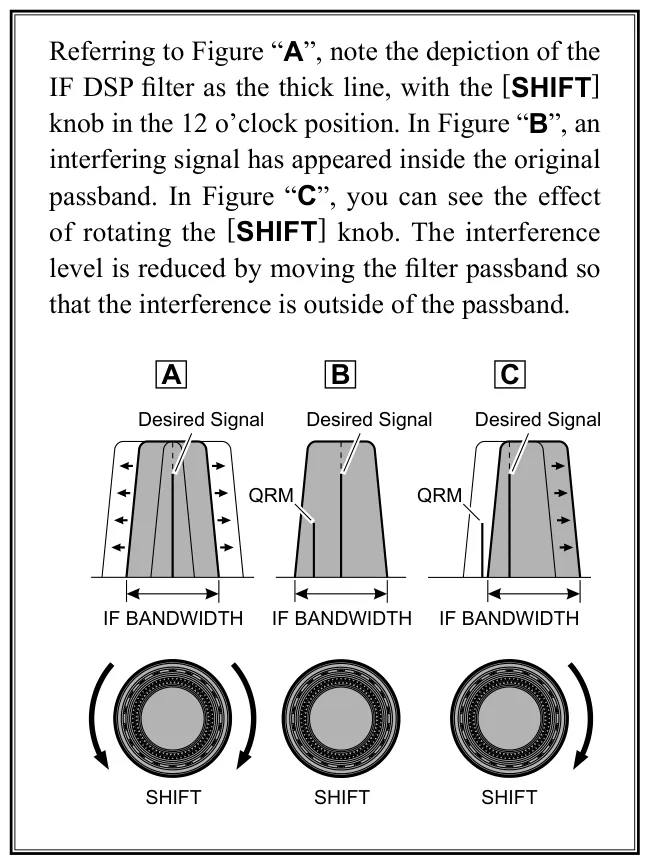 Referring to Figure “A”, note the depiction of the
IF DSP filter as the thick line, with the [SHIFT]
knob in the 12 o’clock position. In Figure “B”, an
interfering signal has appeared inside the original
passband. In Figure “C”, you can see the effect
of rotating the [SHIFT] knob. The interference
level is reduced by moving the filter passband so
that the interference is outside of the passband.
A B C
Desired Signal Desired Signal Desired Signal
QRM QRM
IF BANDWIDTH IF BANDWIDTH IF BANDWIDTH
SHIFT SHIFT SHIFT